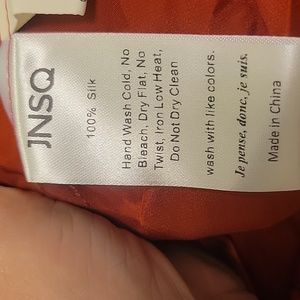 JNSQ
100% Silk
Hand Wash Cold, No
Bleach, Dry Flat, No
Twist, Iron Low Heat,
Do Not Dry Clean
wash with like colors.
Je pense, donc, je suis.
Made in China